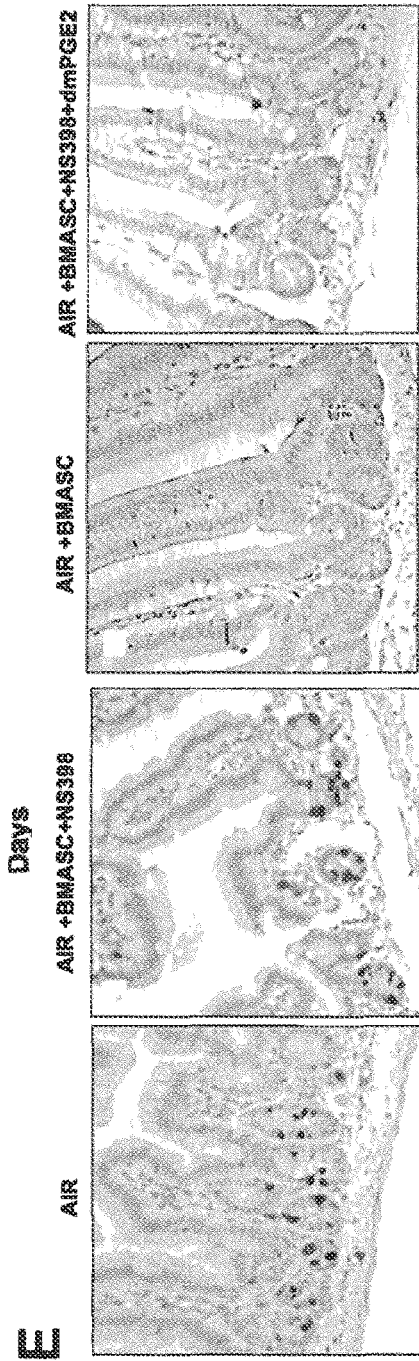 E
Days
AIR
AIR +BMASC+NS398
AIR +BMASC
AIR +BMASC+NS398+dmPGE2